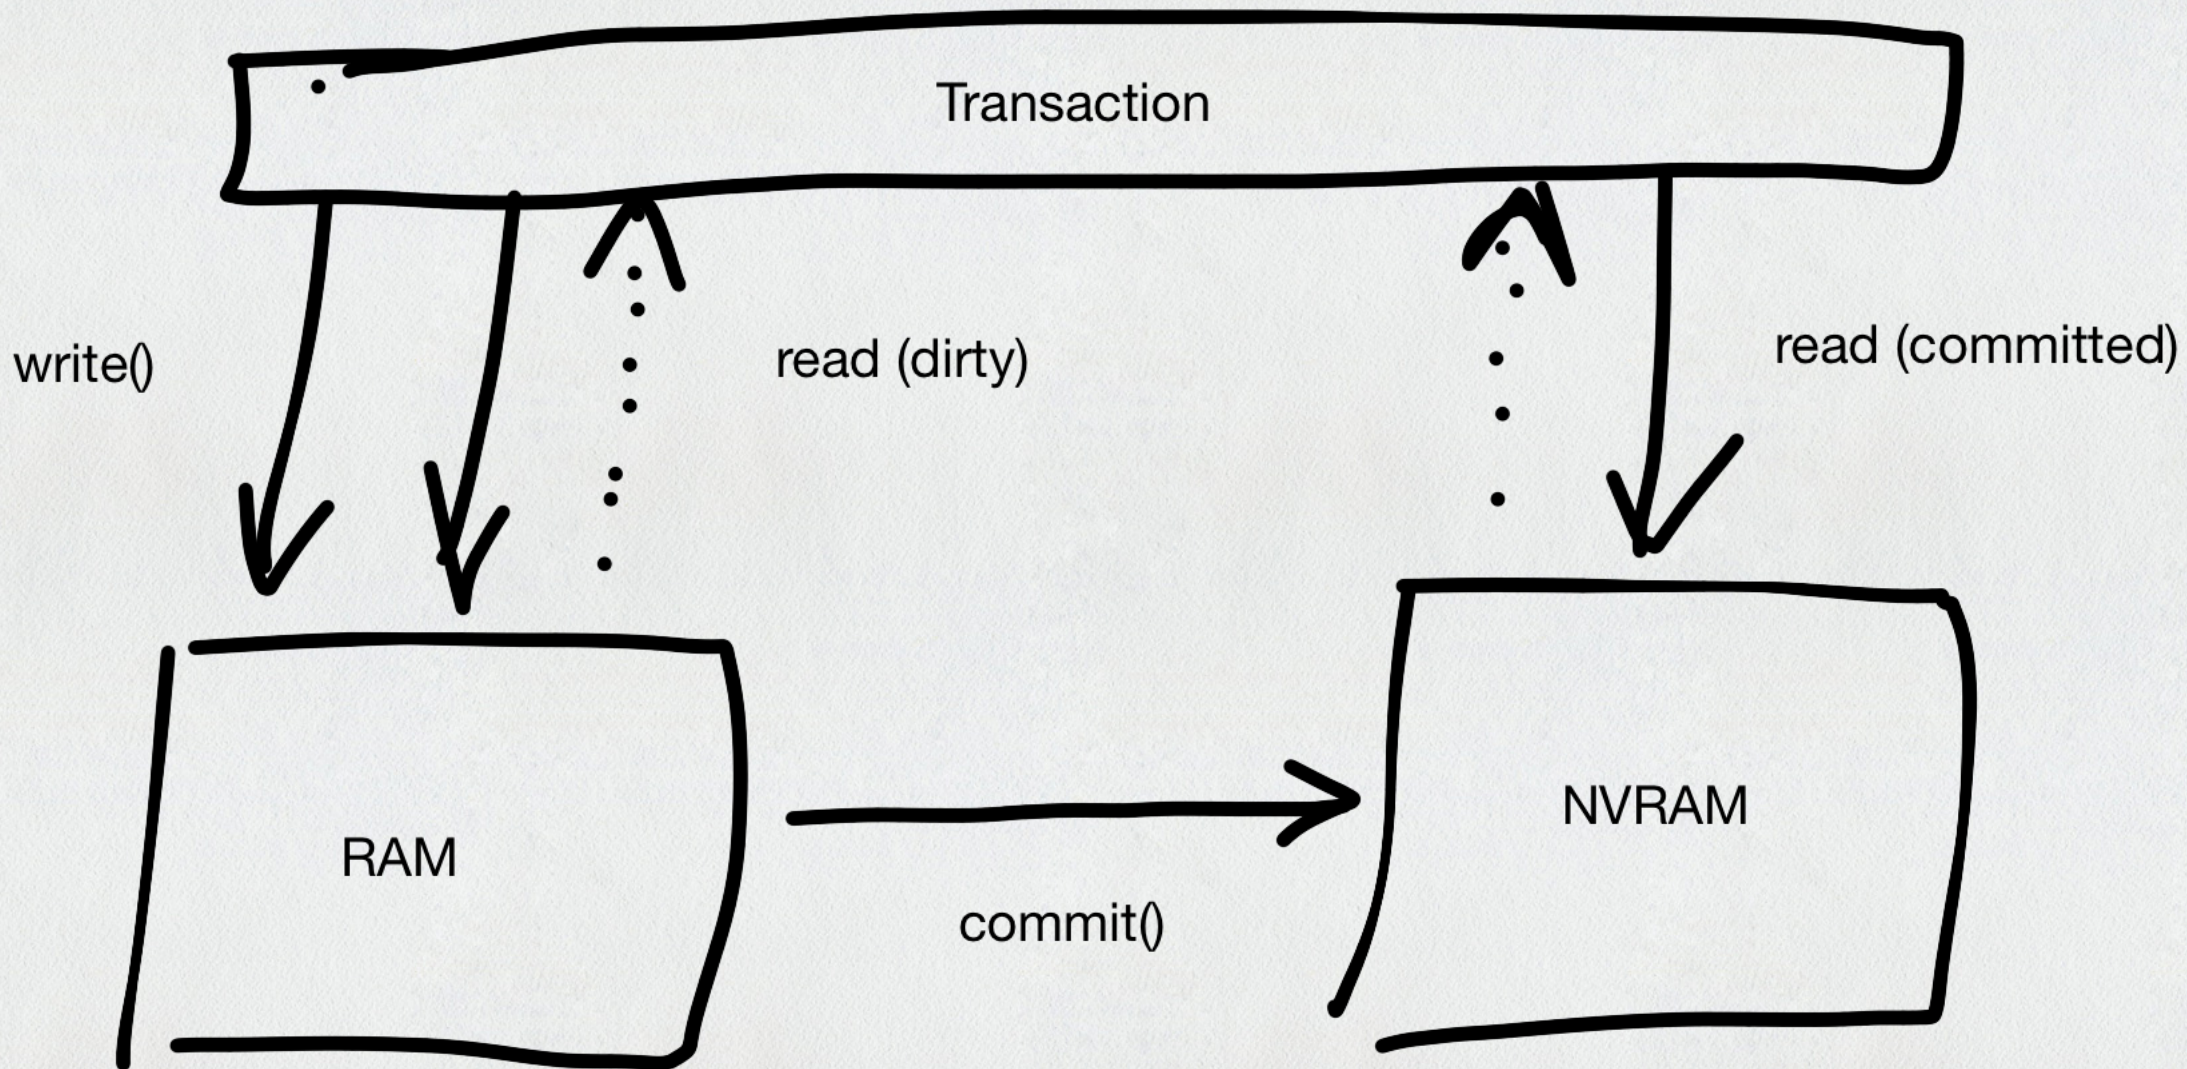 Transaction
write()
read (dirty)
read (committed)
RAM
NVRAM
commit()